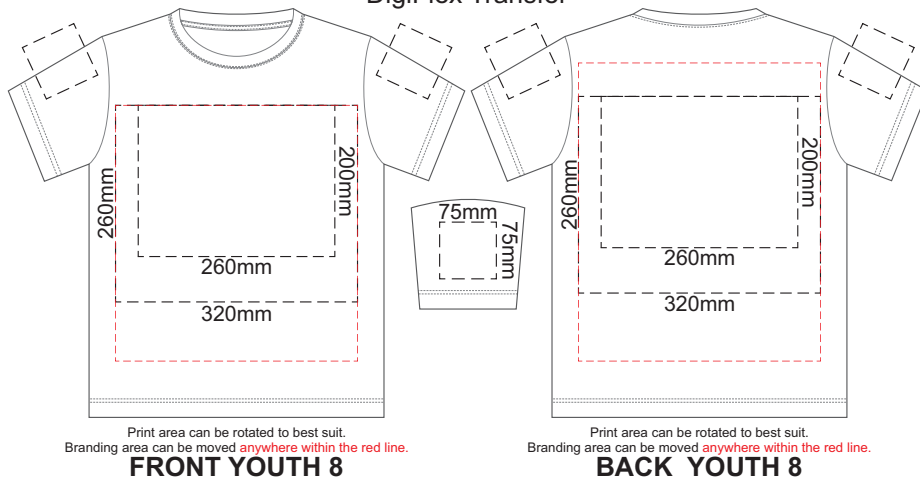 DigiFlex Transfer
260mm
200mm
260mm
320mm
75mm
75mm
260mm
200mm
260mm
320mm
Print area can be rotated to best suit.
Branding area can be moved anywhere within the red line.
FRONT YOUTH 8
Print area can be rotated to best suit.
Branding area can be moved anywhere within the red line.
BACK YOUTH 8